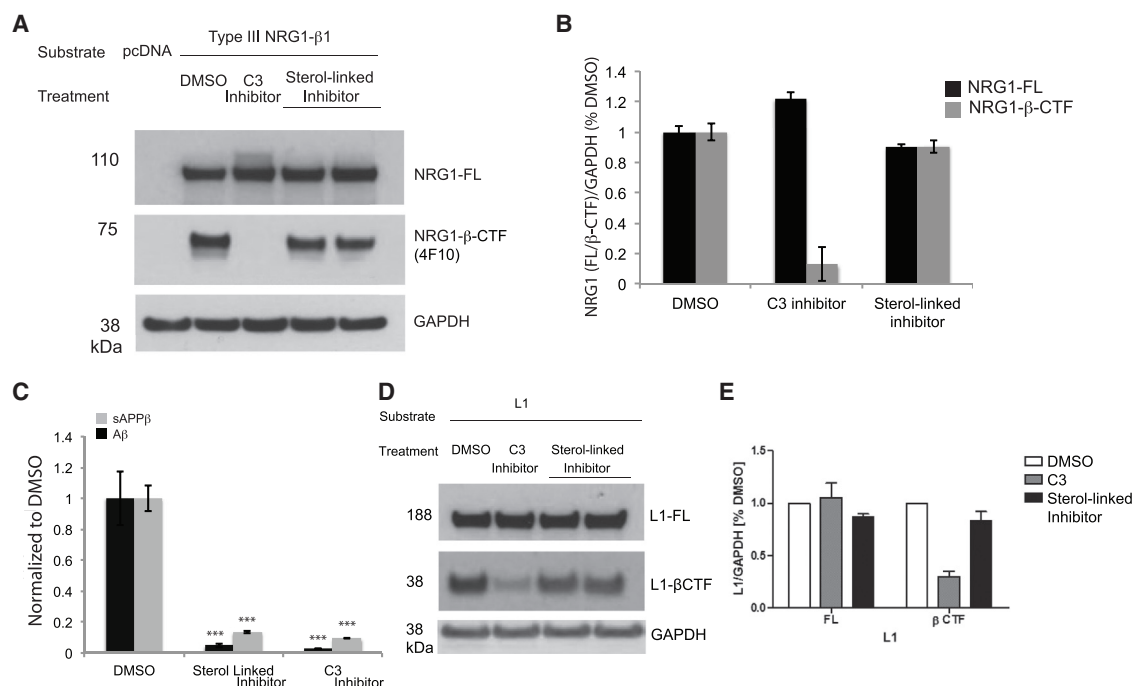 A
Substrate pcDNA Type III NRG1-β1
Treatment
DMSO C3 Inhibitor Sterol-linked Inhibitor
110
NRG1-FL
75
NRG1-β-CTF
(4F10)
38
kDa
GAPDH
B
NRG1 (FL/β-CTF)/GAPDH (% DMSO)
1.4
1.2
1
0.8
0.6
0.4
0.2
0
NRG1-FL
NRG1-β-CTF
DMSO
C3 inhibitor
Sterol-linked
inhibitor
C
sAPPβ
Aβ
Normalized to DMSO
1.4
1.2
1
0.8
0.6
0.4
0.2
0
*** ***
*** ***
DMSO
Sterol Linked
Inhibitor
C3
Inhibitor
D
Substrate L1
Treatment
DMSO C3 Inhibitor Sterol-linked Inhibitor
188
L1-FL
38
L1-βCTF
38
kDa
GAPDH
E
L1/GAPDH [% DMSO]
1.5
1.0
0.5
0.0
FL
β CTF
L1
DMSO
C3
Sterol-linked
Inhibitor